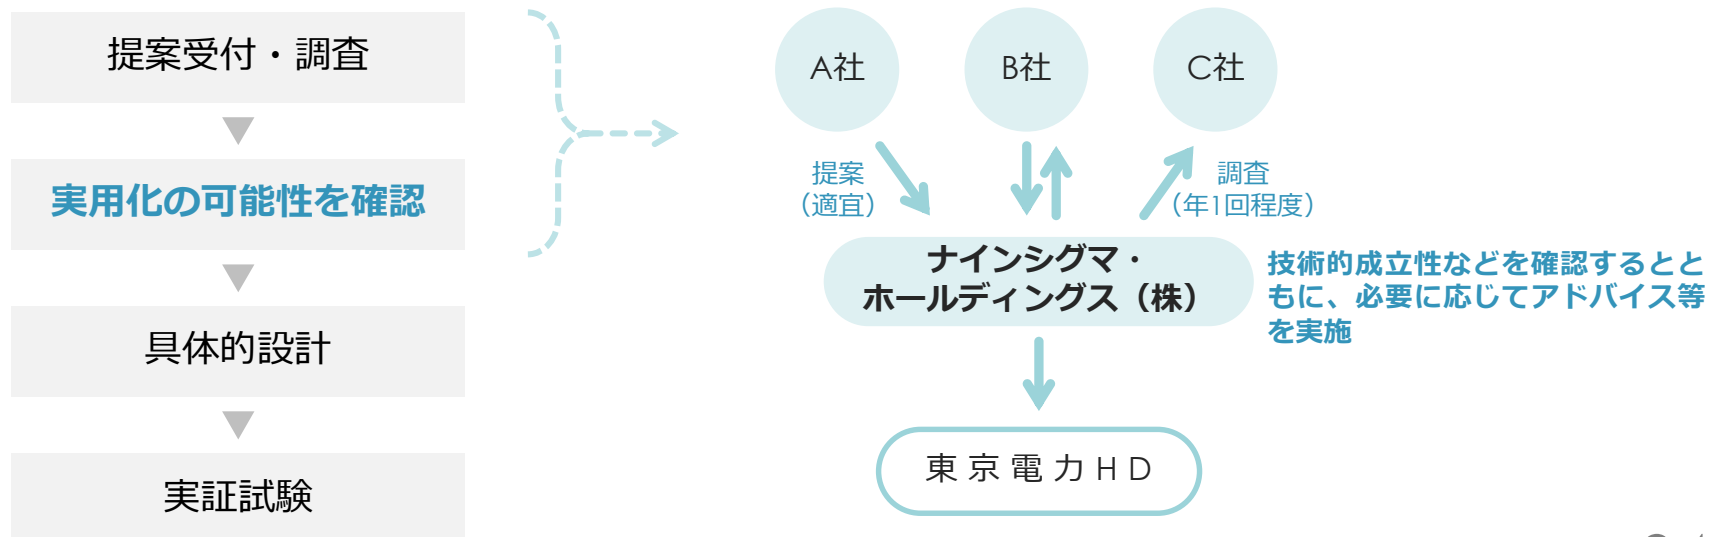 提案受付・調査
実用化の可能性を確認
具体的設計
実証試験
A社
B社
C社
提案
（適宜）
調査
（年1回程度）
ナインシグマ・
ホールディングス（株）
技術的成立性などを確認するとと
もに、必要に応じてアドバイス等
を実施
東京電力HD